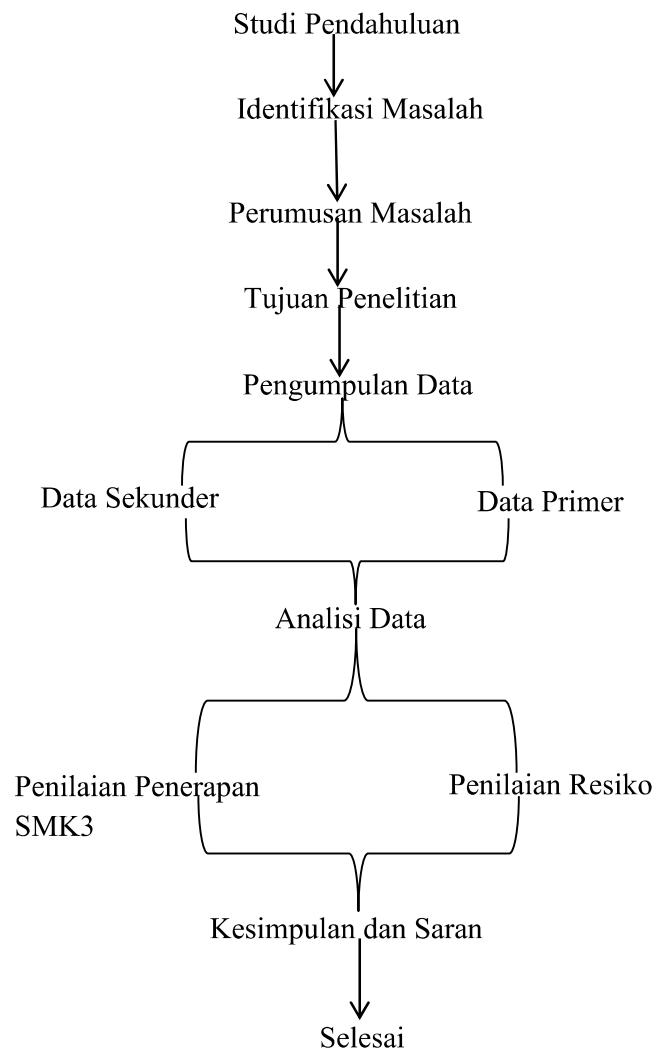 Studi Pendahuluan
Identifikasi Masalah
Perumusan Masalah
Tujuan Penelitian
Pengumpulan Data
Data Sekunder
Data Primer
Analisi Data
Penilaian Penerapan
SMK3
Penilaian Resiko
Kesimpulan dan Saran
Selesai